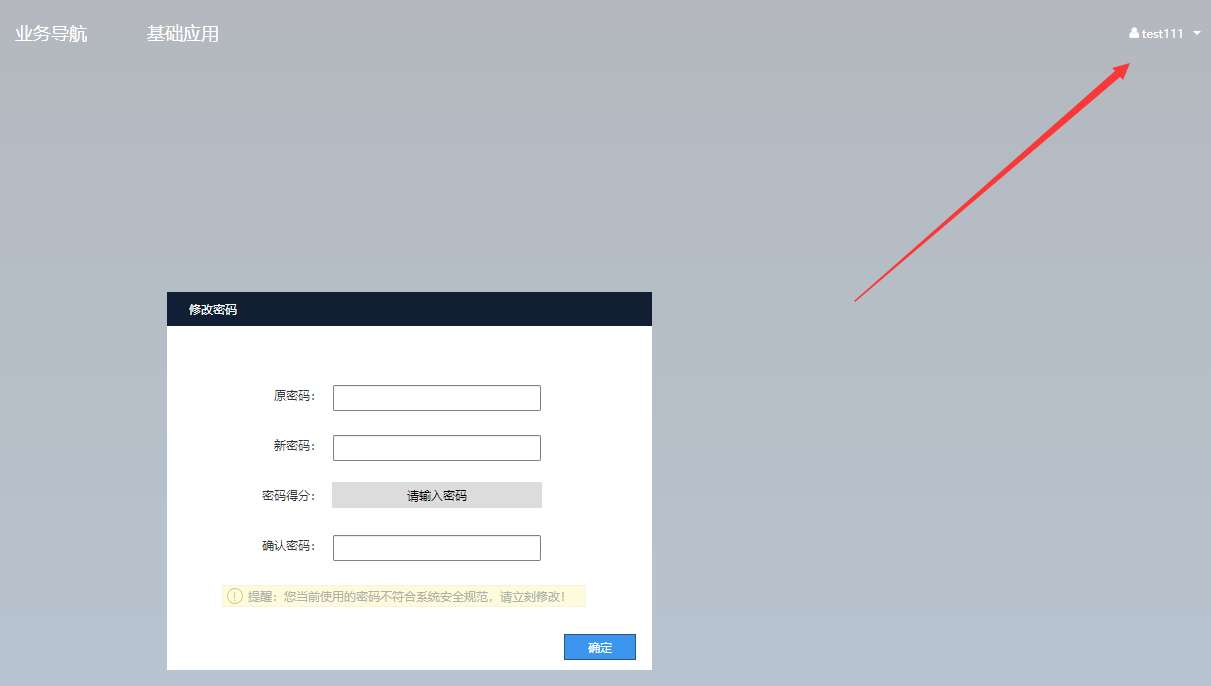 业务导航 基础应用 test111
修改密码
原密码：
新密码：
密码得分： 请输入密码
确认密码：
提醒：您当前使用的密码不符合系统安全规范，请立刻修改！
确定